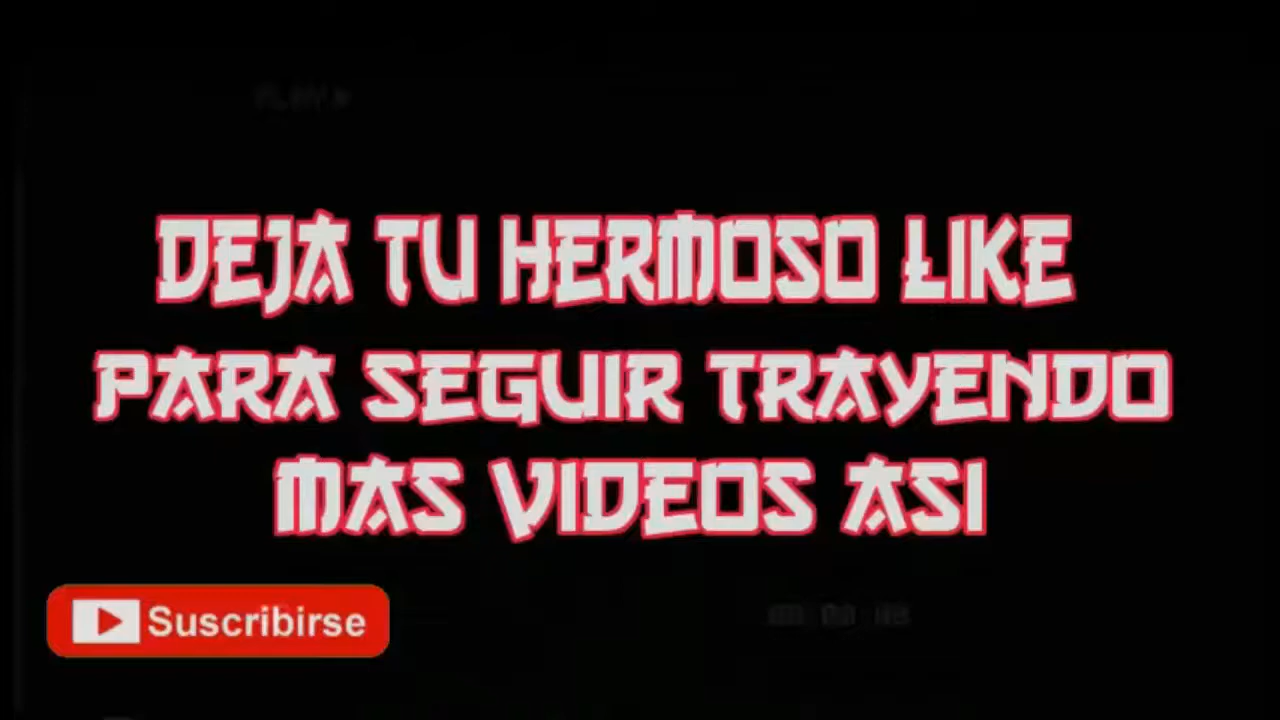 DEJA TU HERMOSO LIKE
PARA SEGUIR TRAYENDO
MAS VIDEOS ASI
Suscribirse